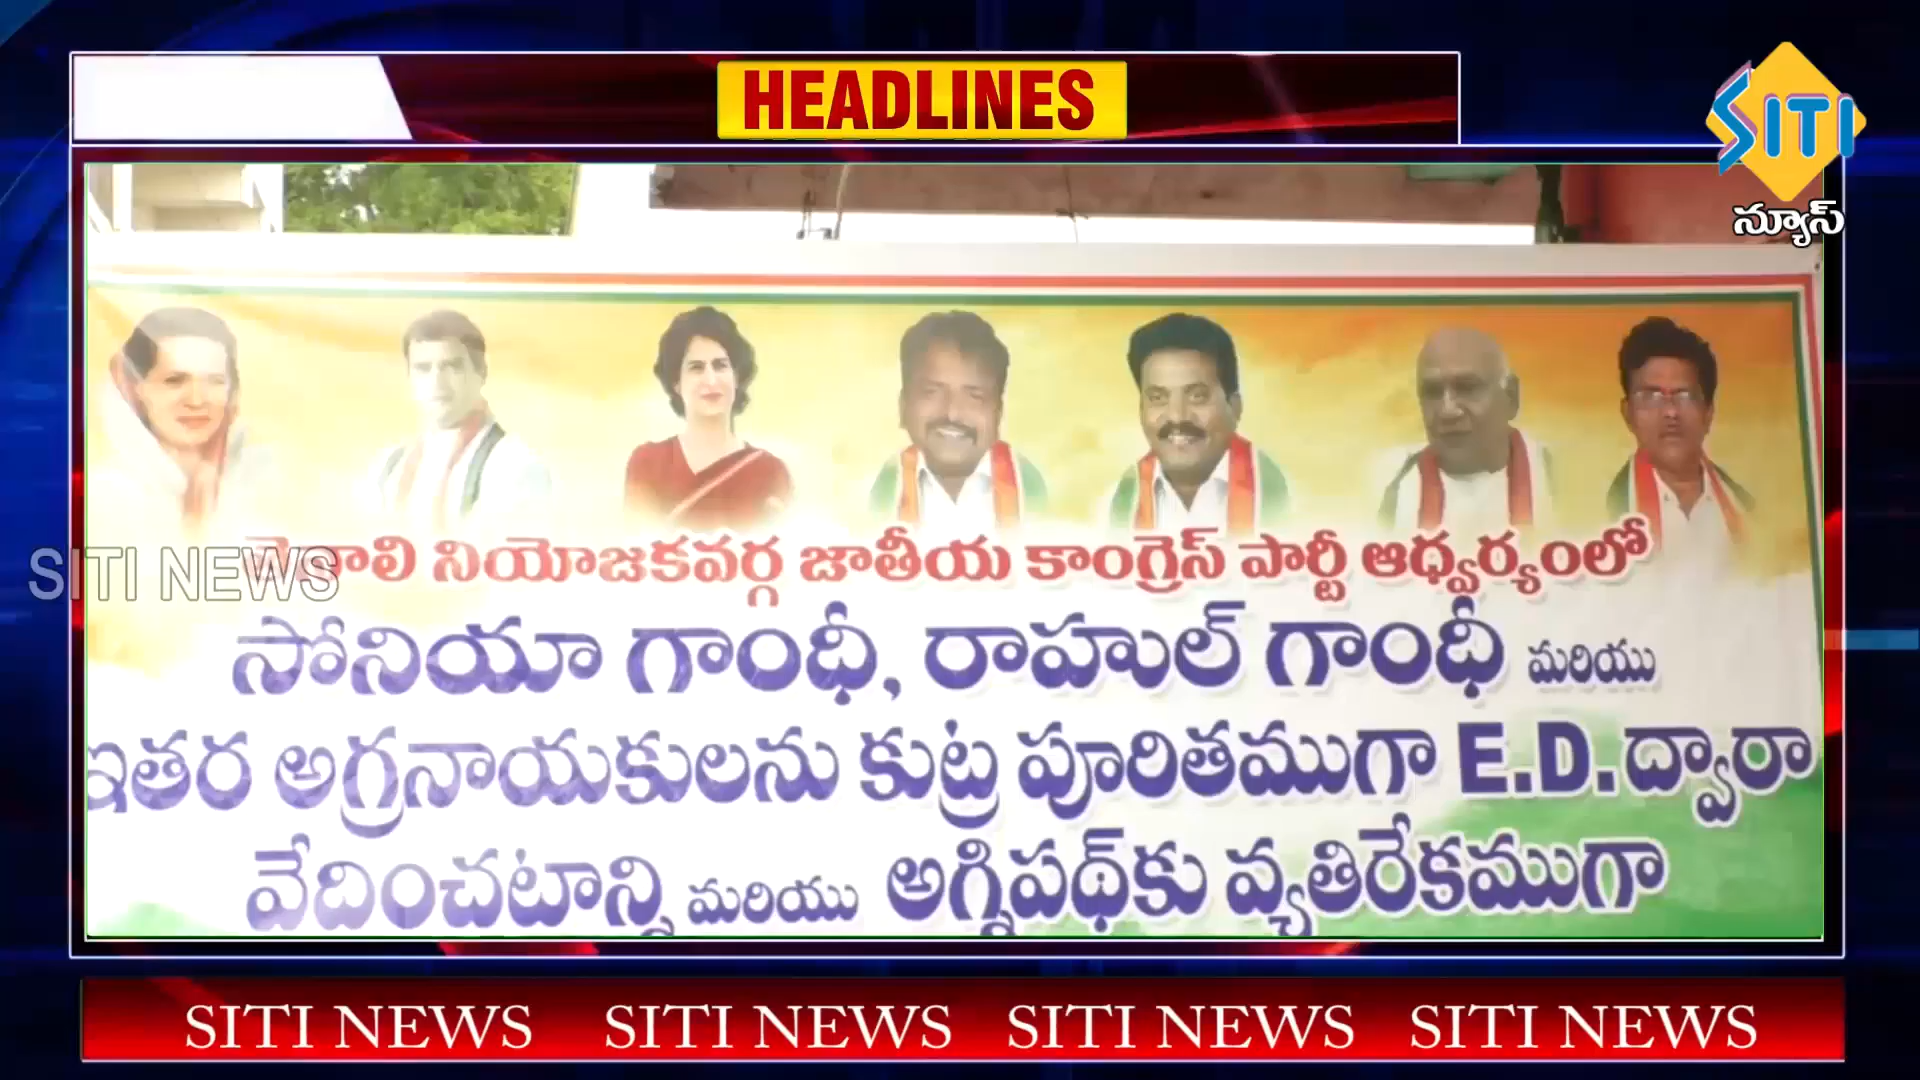 HEADLINES
SITI
న్యూస్
నియోజకవర్గ జాతీయ కాంగ్రెస్ పార్టీ ఆధ్వర్యంలో
SITI NEWS
సోనియా గాంధీ, రాహుల్ గాంధీ మరియు
ఇతర అగ్రనాయకులను కుట్ర పూరితముగా E.D. ద్వారా
వేదించటాన్ని మరియు అగ్నిపథ్‌కు వ్యతిరేకముగా
SITI NEWS SITI NEWS SITI NEWS SITI NEWS